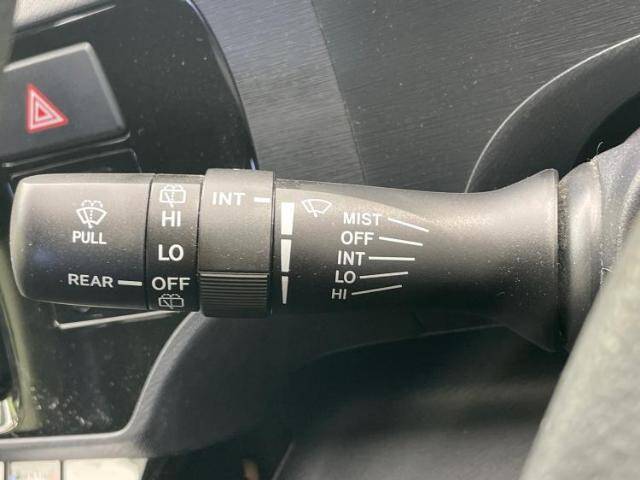 PULL
REAR
HI
LO
OFF
INT
MIST
OFF
INT
LO
HI